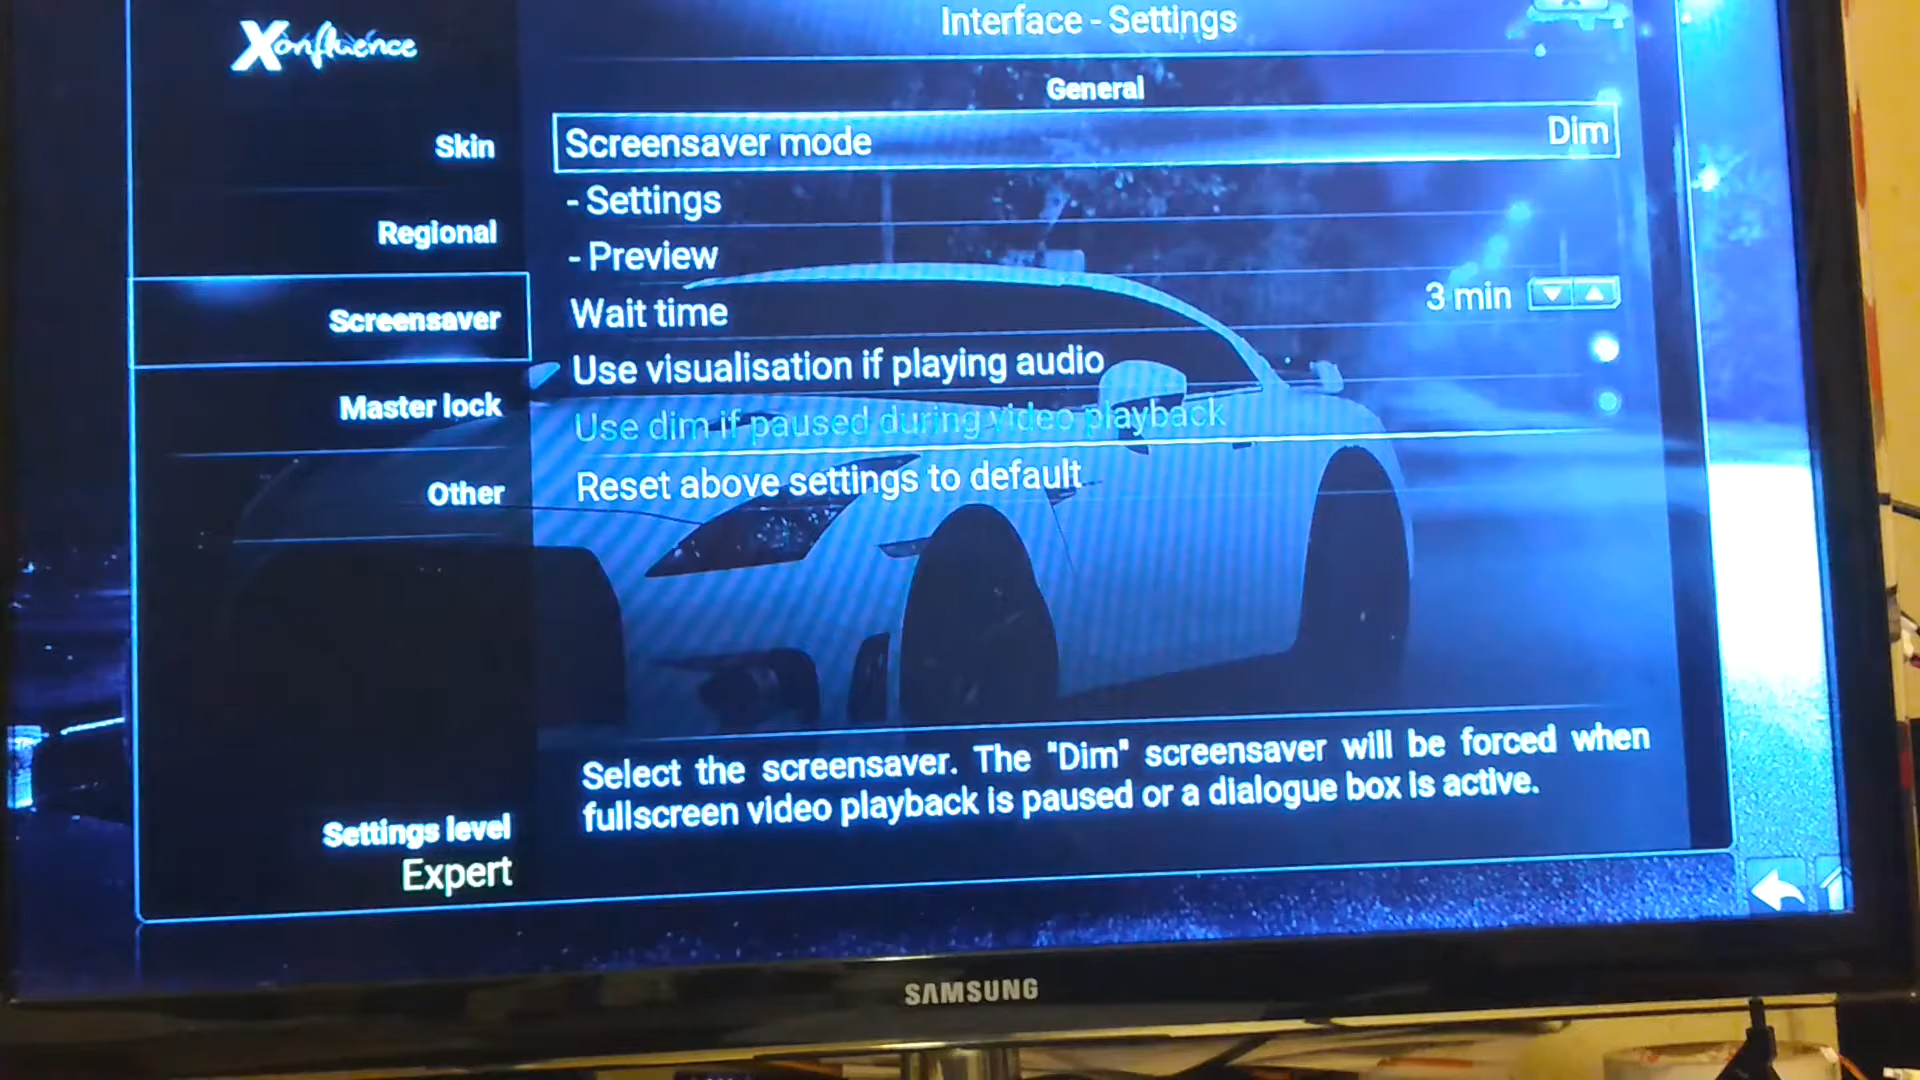 Xonfluence
Interface - Settings
General
Skin
Regional
Screensaver
Master lock
Other
Settings level
Expert
Screensaver mode Dim
- Settings
- Preview
Wait time 3 min
Use visualisation if playing audio
Use dim if paused during video playback
Reset above settings to default
Select the screensaver. The "Dim" screensaver will be forced when
fullscreen video playback is paused or a dialogue box is active.
SAMSUNG